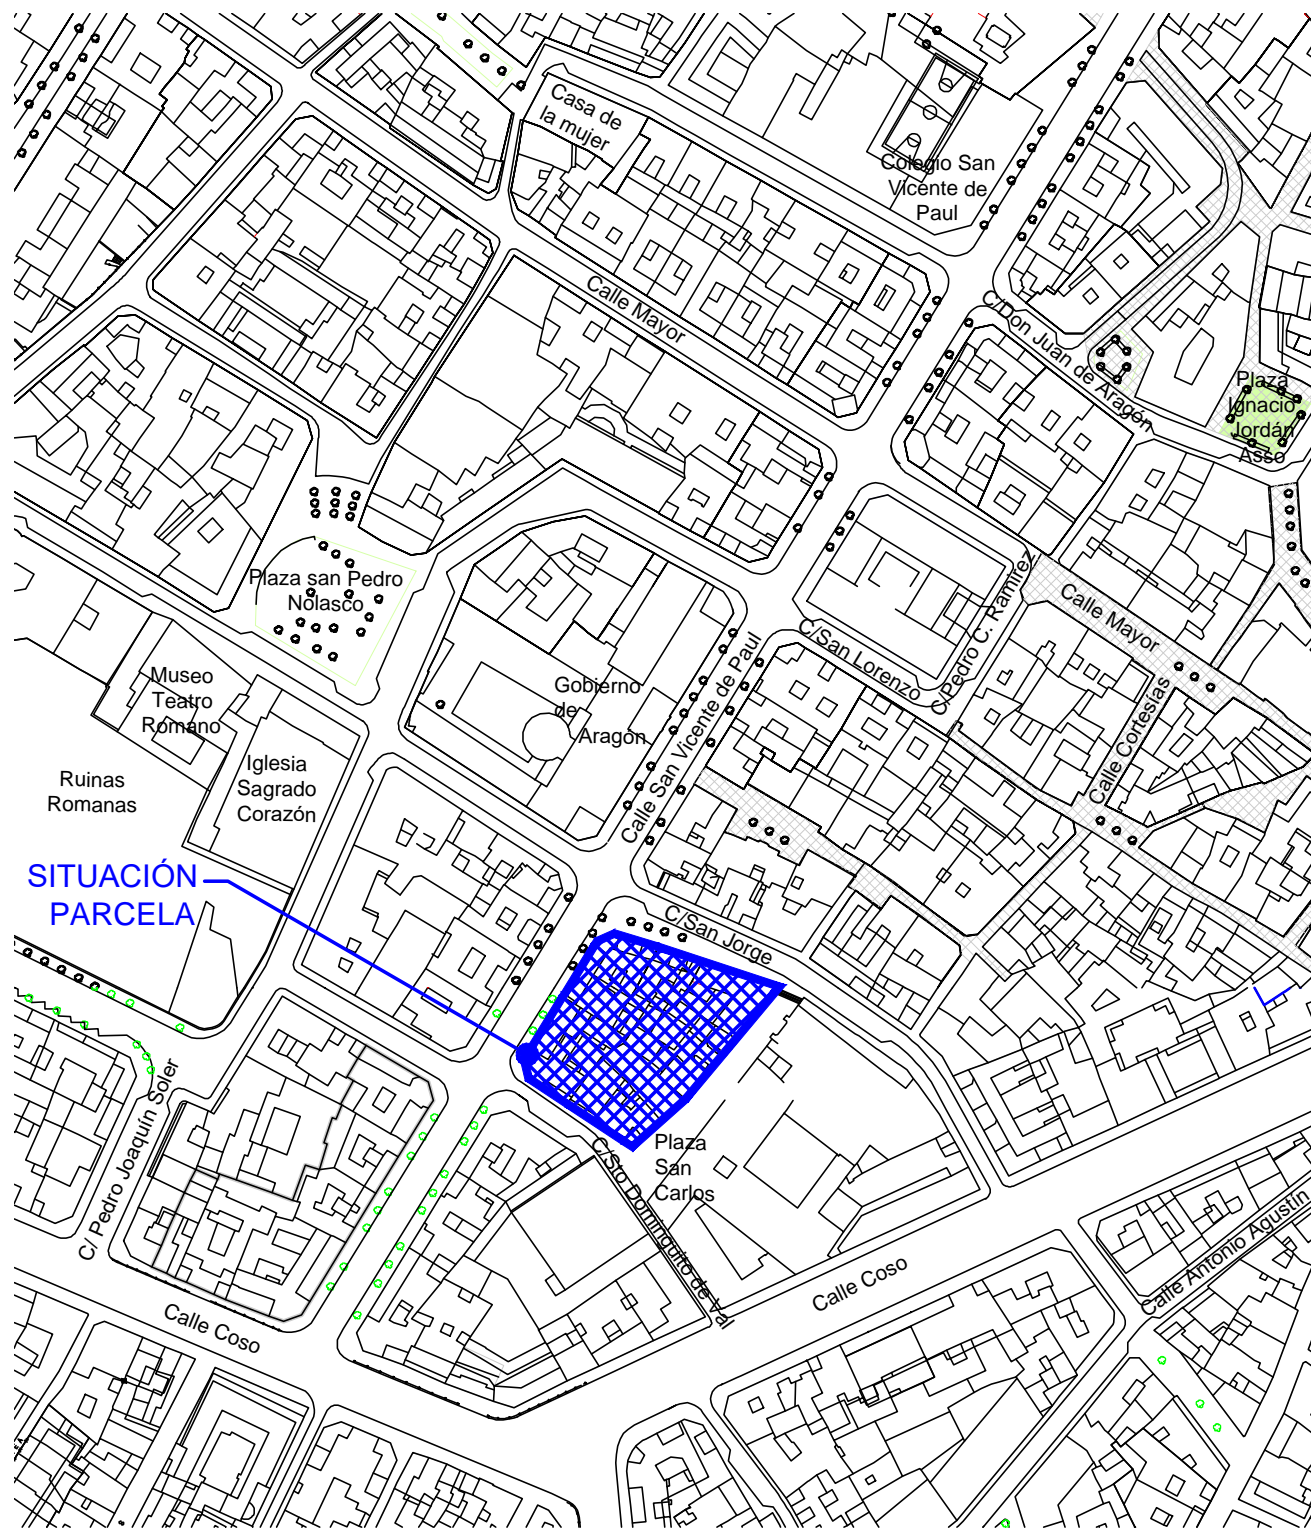 Casa de
la mujer
Colegio San
Vicente de
Paul
Calle Mayor
C/Don Juan de Aragón
Plaza
Ignacio
Jordán
Asso
Plaza san Pedro
Nolasco
C/Pedro C. Ramirez
Calle Mayor
C/San Lorenzo
Museo
Teatro
Romano
Gobierno
de
Aragón
Calle San Vicente de Paul
Calle Cortesías
Iglesia
Sagrado
Corazón
Ruinas
Romanas
SITUACIÓN
PARCELA
C/San Jorge
C/ Pedro Joaquín Soler
Plaza
San
Carlos
C/Sto Dominguito de Val
Calle Antonio Agustín
Calle Coso
Calle Coso